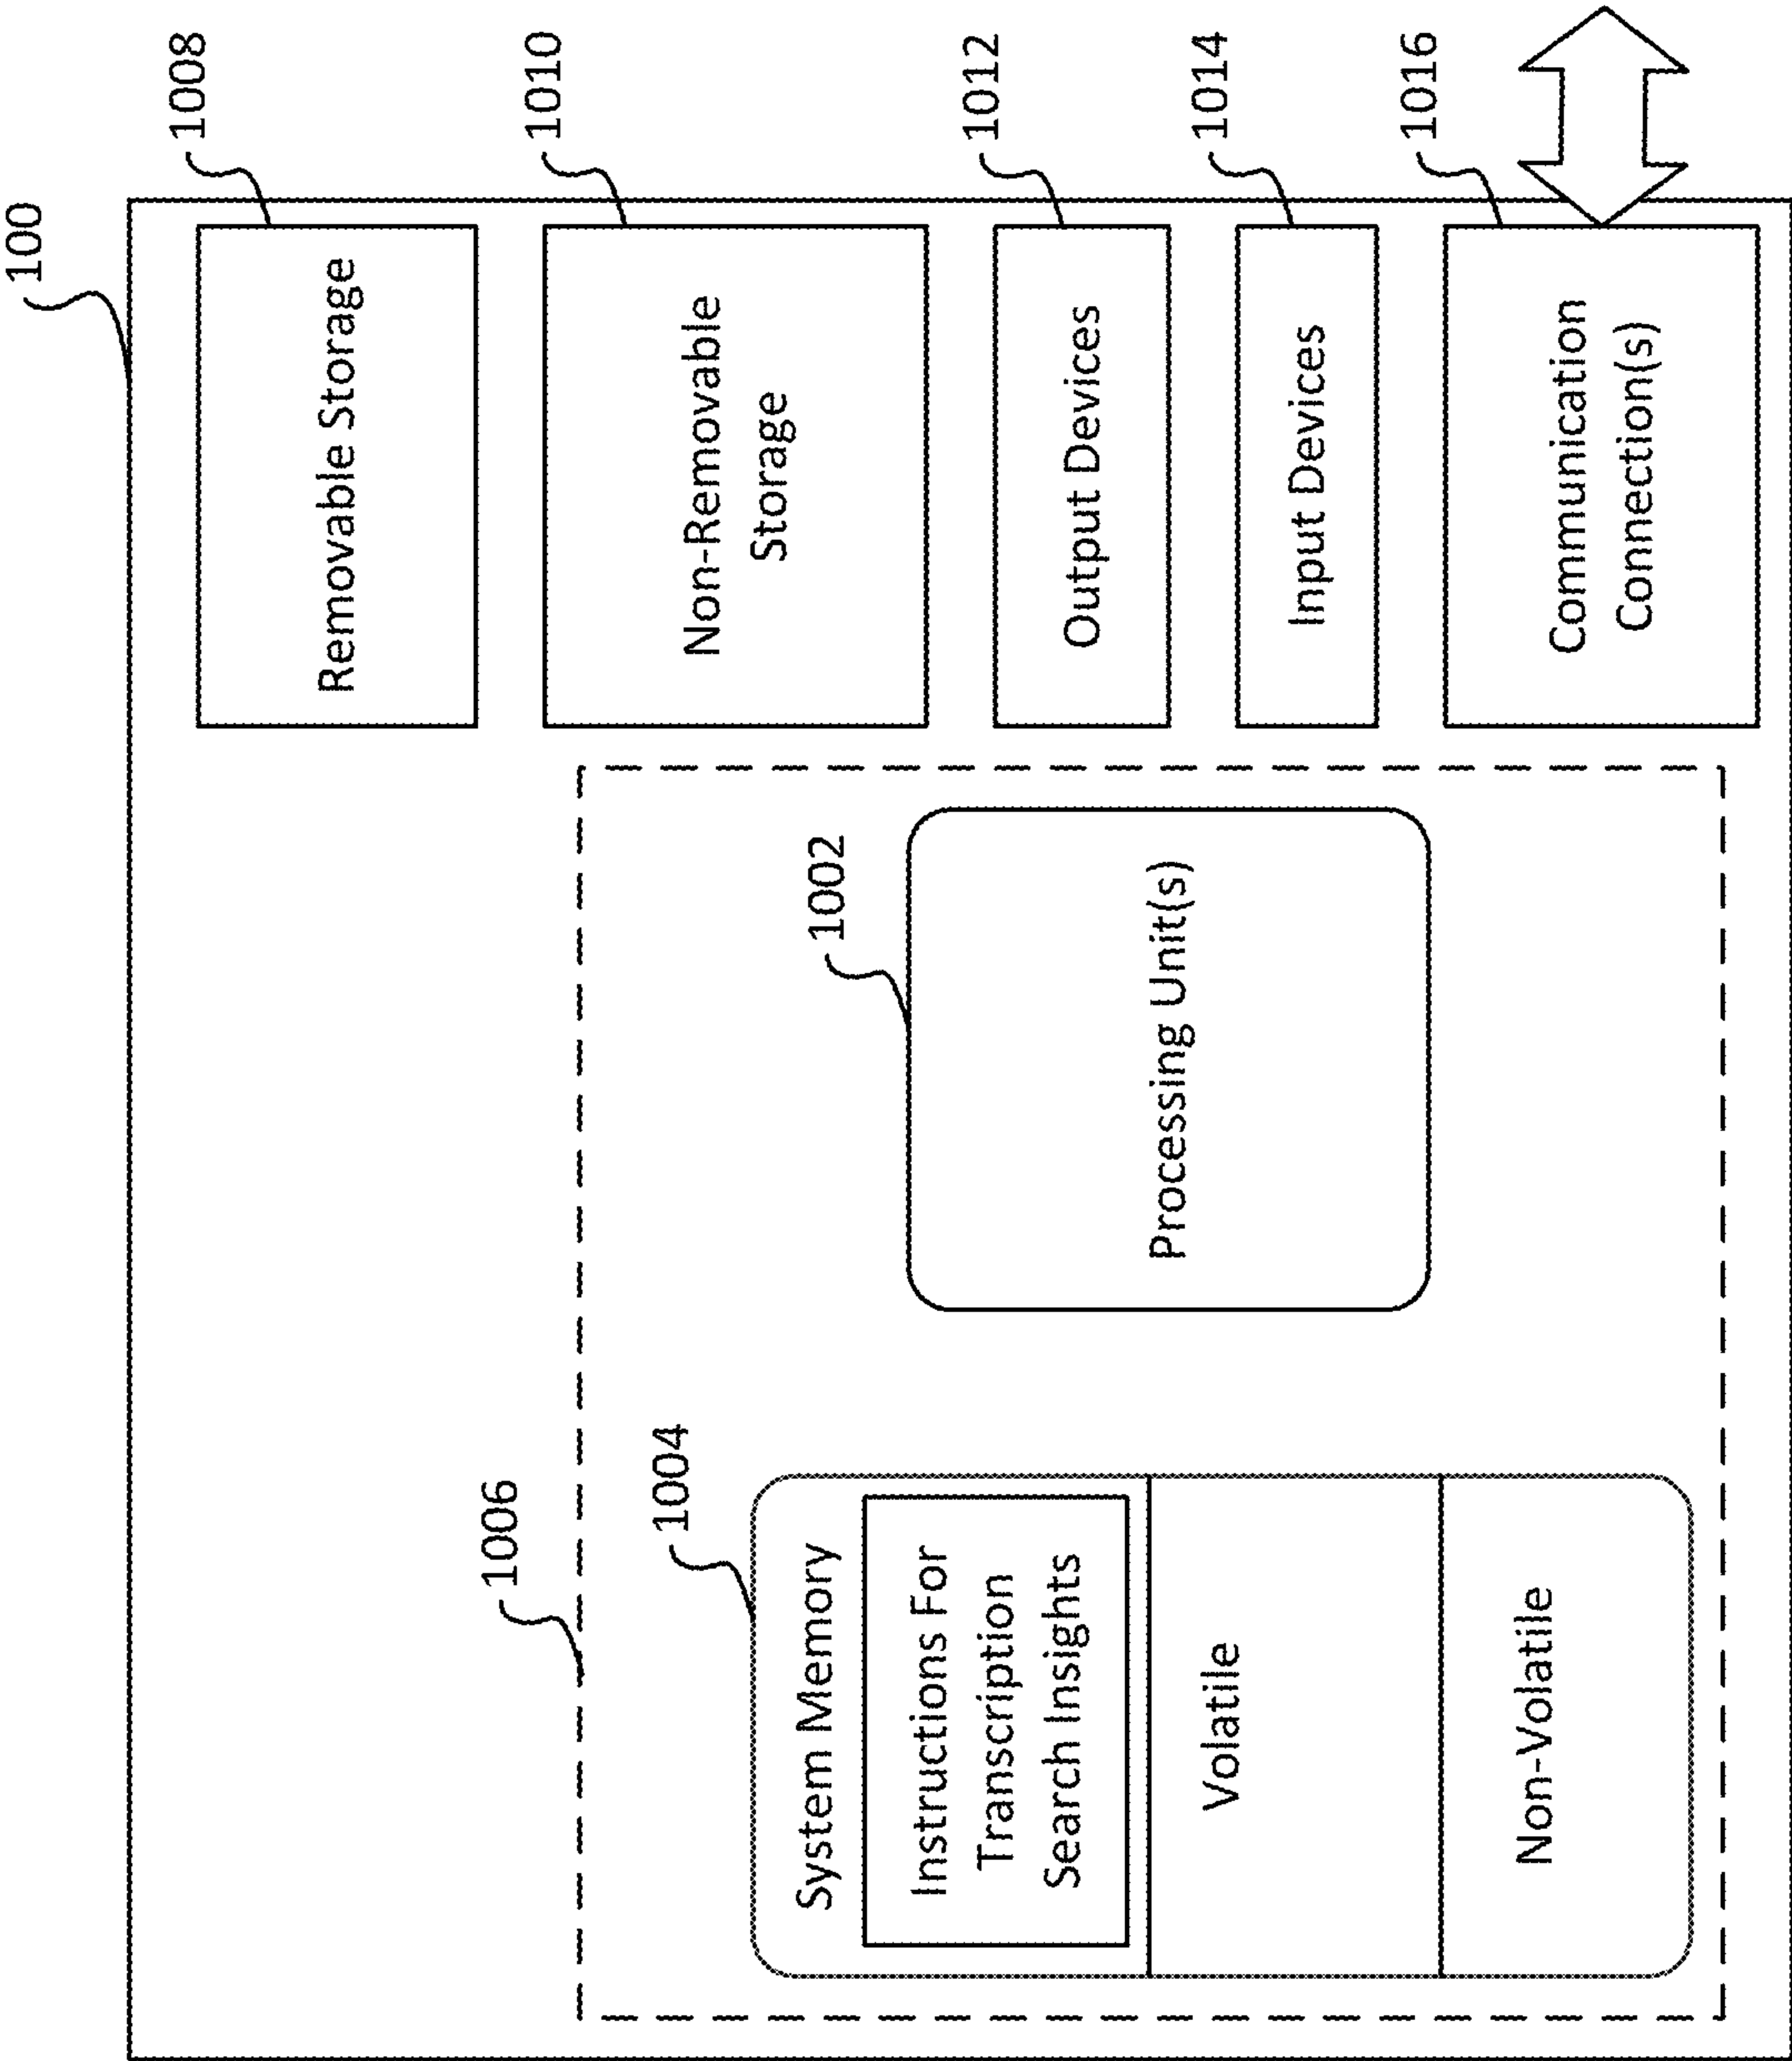 100
1006
1004
System Memory
Instructions For
Transcription
Search Insights
Volatile
Non-Volatile
1002
Processing Unit(s)
Removable Storage
1008
Non-Removable
Storage
1010
Output Devices
1012
Input Devices
1014
Communication
Connection(s)
1016